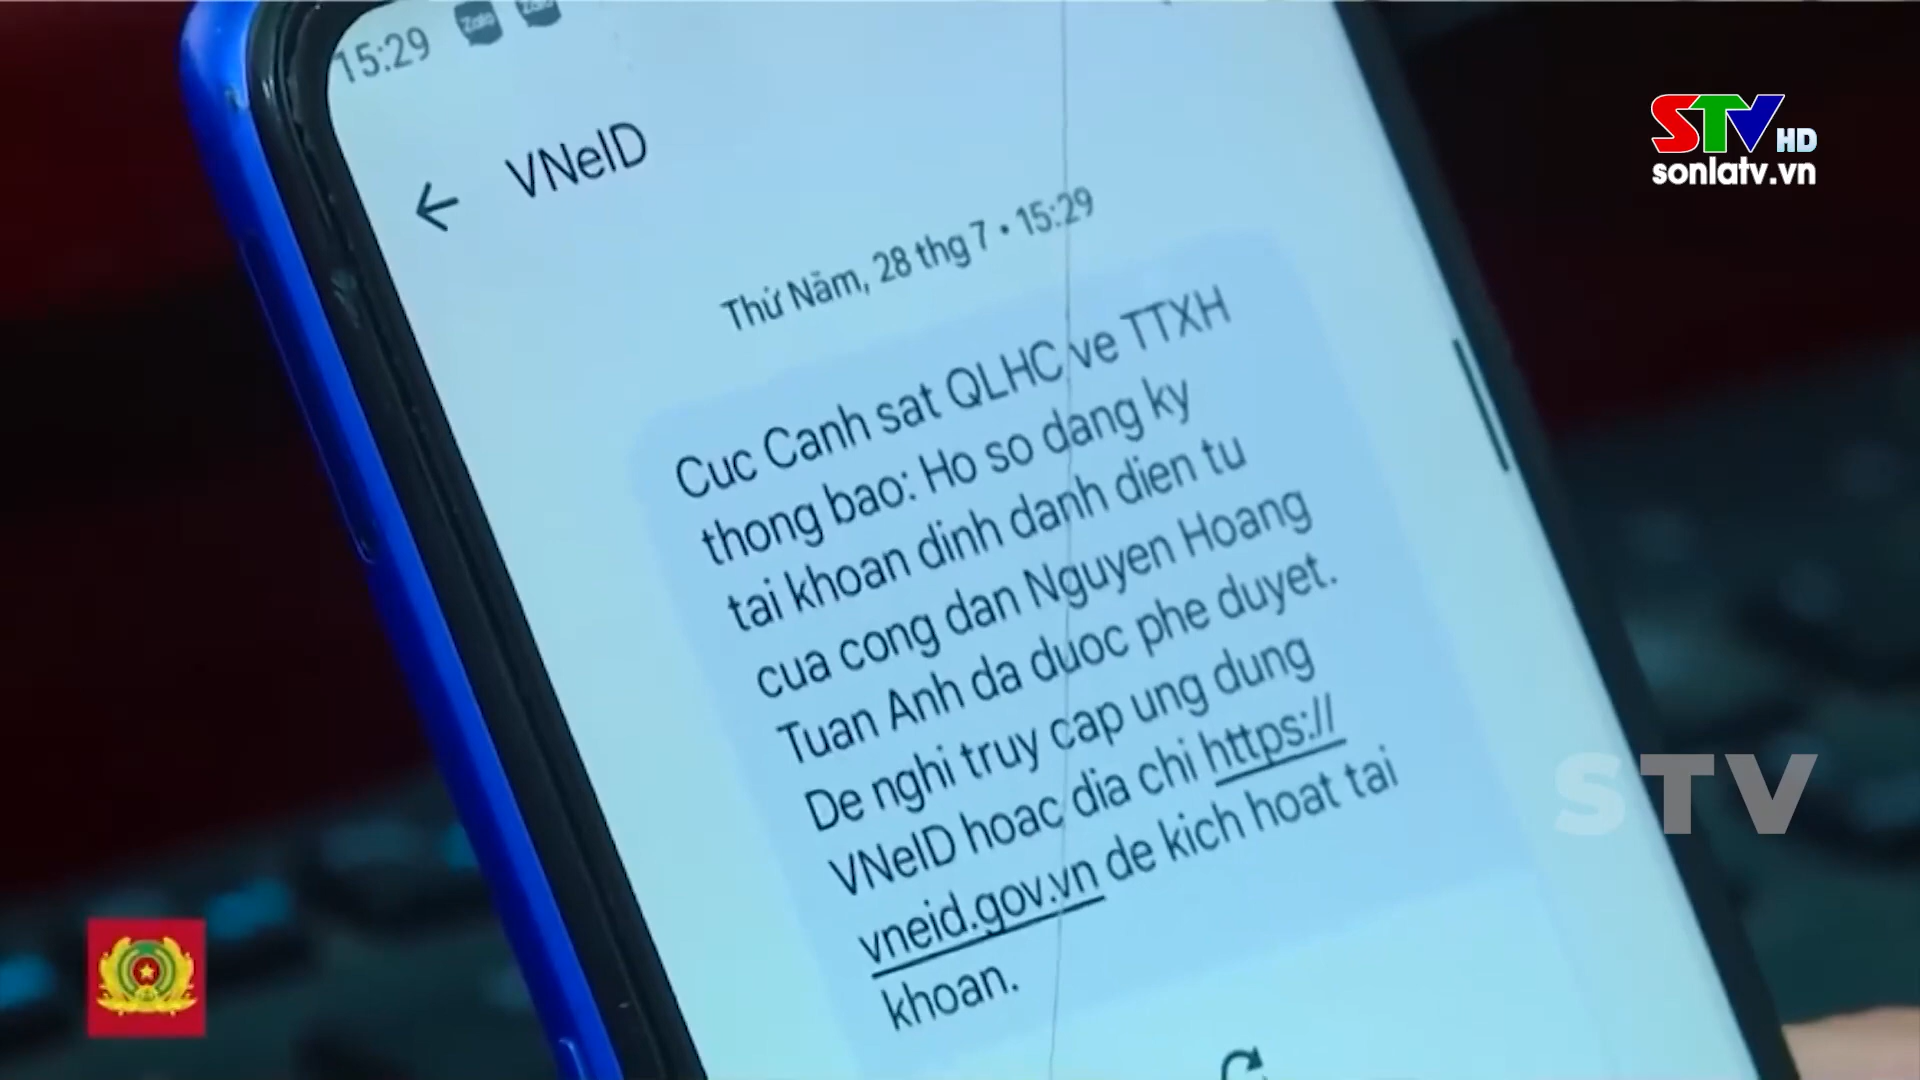 15:29
Zalo
Zalo
STV HD
sonlatv.vn
← VNeID
Thứ Năm, 28 thg 7 • 15:29
Cuc Canh sat QLHC ve TTXH
thong bao: Ho so dang ky
tai khoan dinh danh dien tu
cua cong dan Nguyen Hoang
Tuan Anh da duoc phe duyet.
De nghi truy cap ung dung
VNeID hoac dia chi https://
vneid.gov.vn de kich hoat tai
khoan.
STV